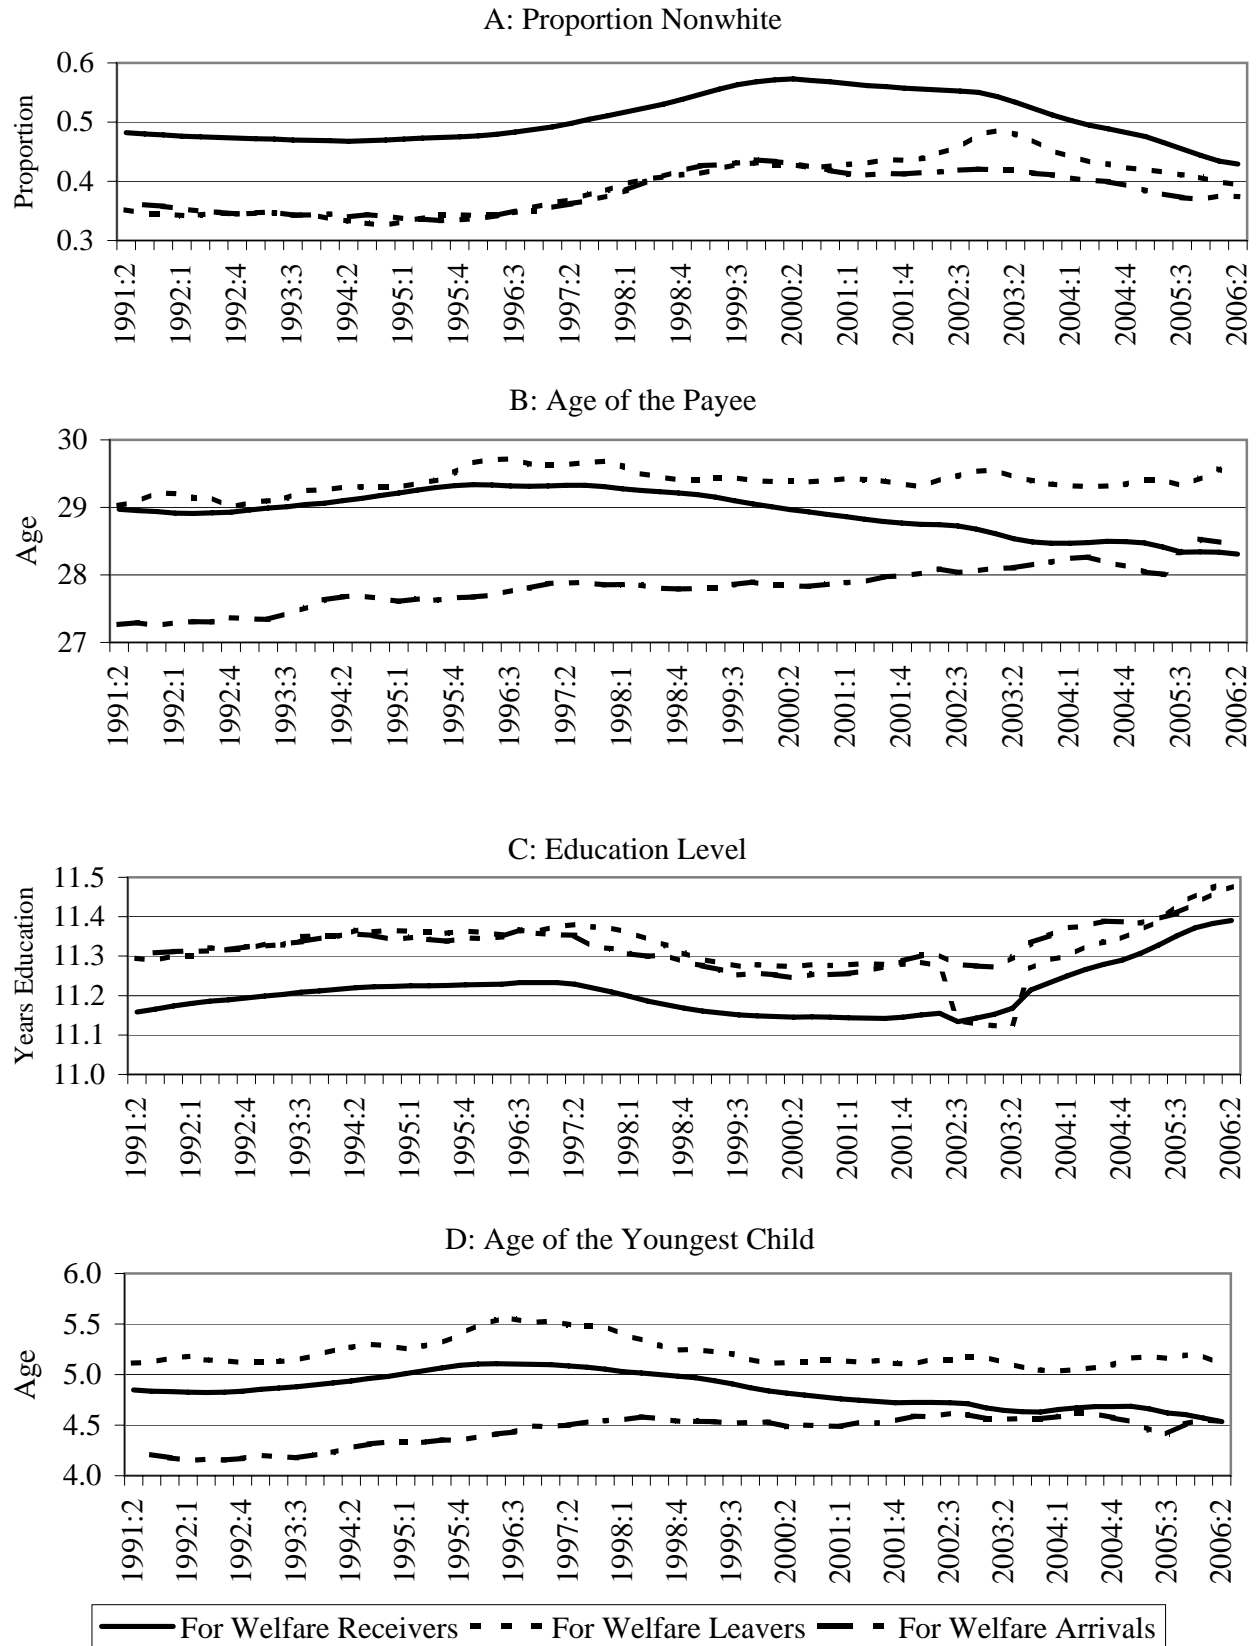 A: Proportion Nonwhite
Proportion
0.6
0.5
0.4
0.3
1991:2 1992:1 1992:4 1993:3 1994:2 1995:1 1995:4 1996:3 1997:2 1998:1 1998:4 1999:3 2000:2 2001:1 2001:4 2002:3 2003:2 2004:1 2004:4 2005:3 2006:2
B: Age of the Payee
Age
30
29
28
27
1991:2 1992:1 1992:4 1993:3 1994:2 1995:1 1995:4 1996:3 1997:2 1998:1 1998:4 1999:3 2000:2 2001:1 2001:4 2002:3 2003:2 2004:1 2004:4 2005:3 2006:2
C: Education Level
Years Education
11.5
11.4
11.3
11.2
11.1
11.0
1991:2 1992:1 1992:4 1993:3 1994:2 1995:1 1995:4 1996:3 1997:2 1998:1 1998:4 1999:3 2000:2 2001:1 2001:4 2002:3 2003:2 2004:1 2004:4 2005:3 2006:2
D: Age of the Youngest Child
Age
6.0
5.5
5.0
4.5
4.0
1991:2 1992:1 1992:4 1993:3 1994:2 1995:1 1995:4 1996:3 1997:2 1998:1 1998:4 1999:3 2000:2 2001:1 2001:4 2002:3 2003:2 2004:1 2004:4 2005:3 2006:2
For Welfare Receivers For Welfare Leavers For Welfare Arrivals